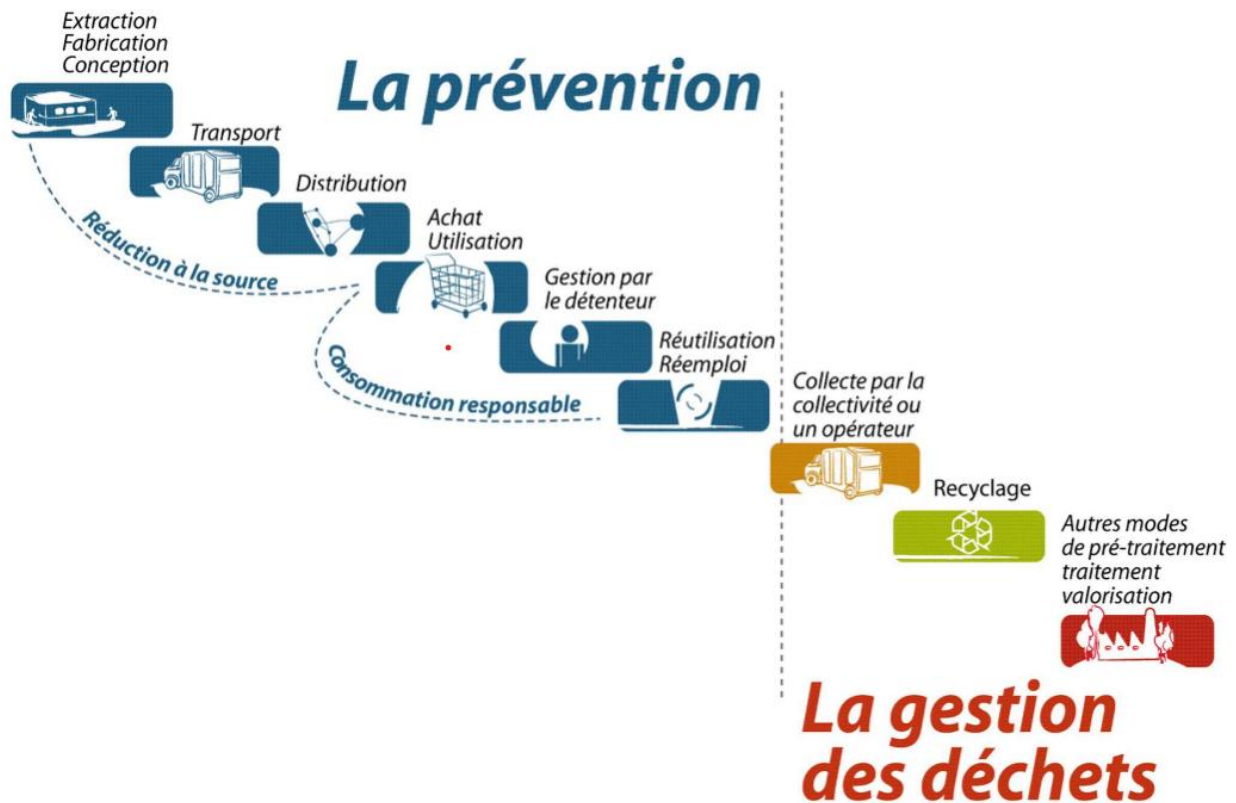 Extraction
Fabrication
Conception
La prévention
Transport
Distribution
Réduction à la source
Achat
Utilisation
Gestion par
le détenteur
Consommation responsable
Réutilisation
Réemploi
Collecte par la
collectivité ou
un opérateur
Recyclage
Autres modes
de pré-traitement
traitement
valorisation
La gestion
des déchets